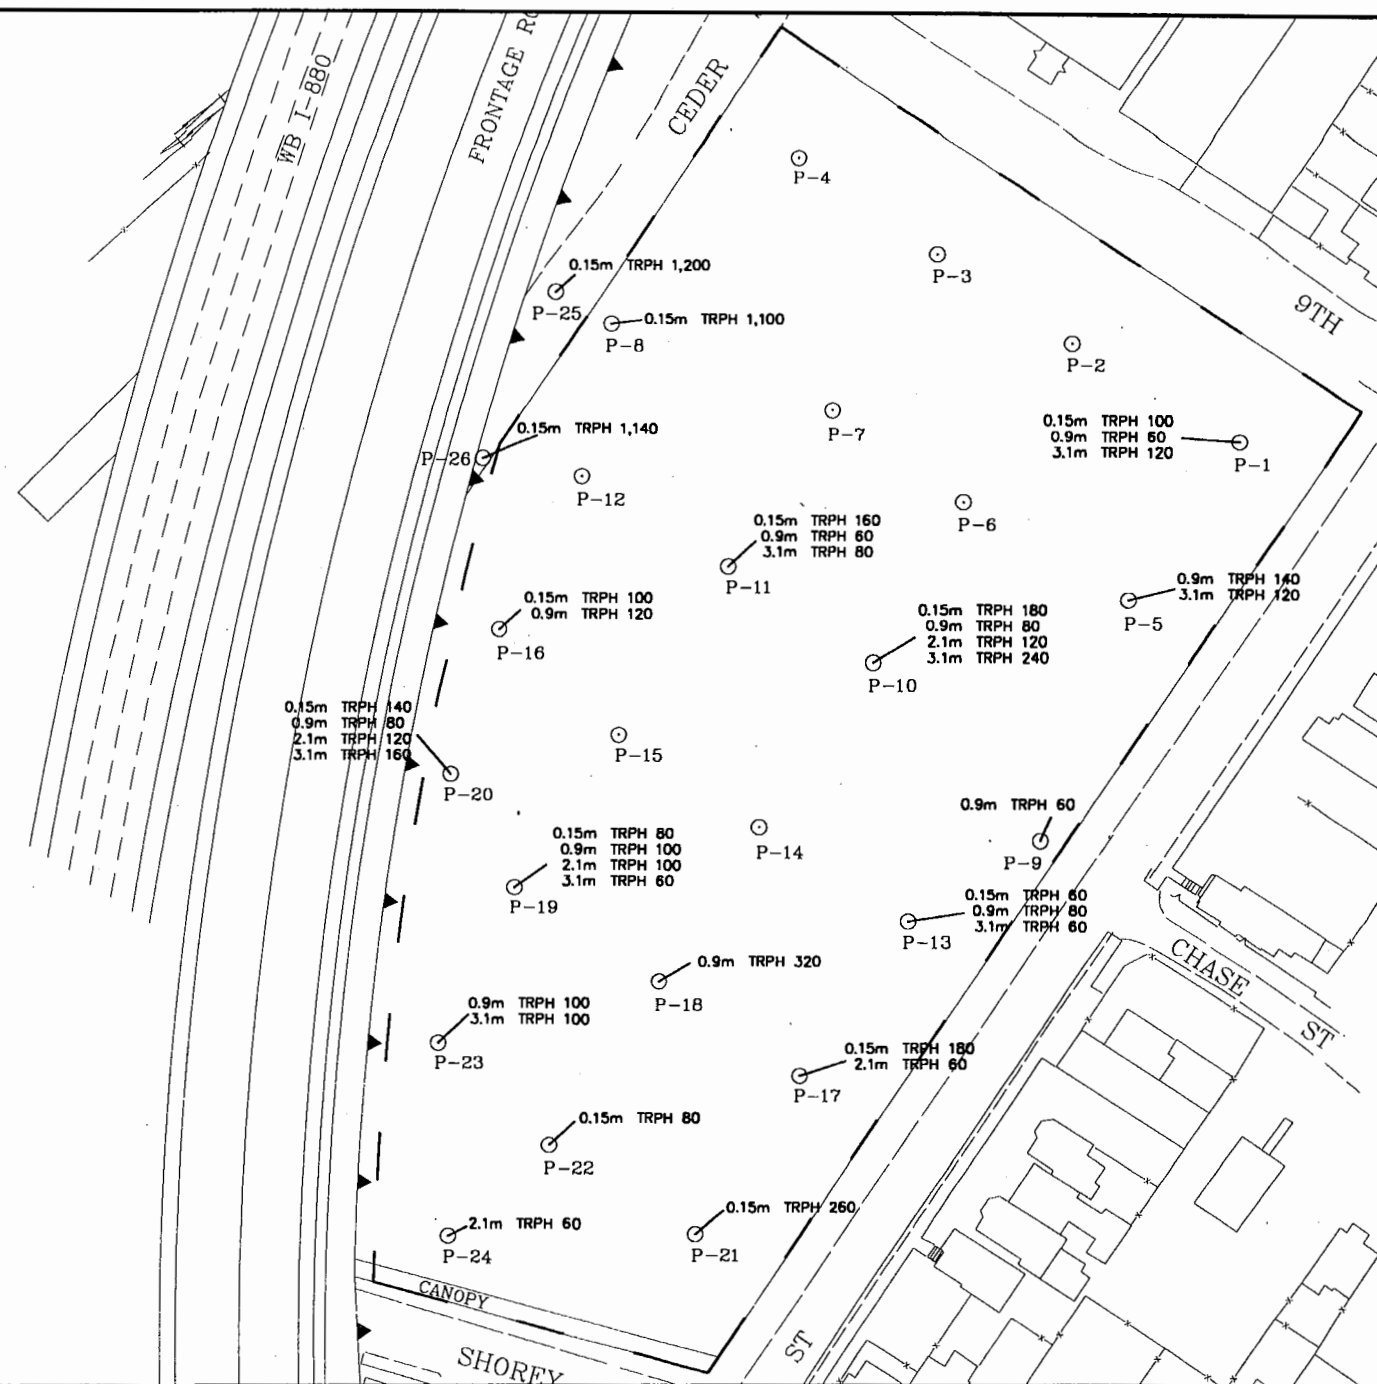 WB I-880
FRONTAGE RO
CEDER
P-4
P-3
9TH
0.15m TRPH 1,200
P-25
0.15m TRPH 1,100
P-8
P-2
P-7
0.15m TRPH 100
0.9m TRPH 60
3.1m TRPH 120
P-1
0.15m TRPH 1,140
P-26
P-12
P-6
0.15m TRPH 160
0.9m TRPH 60
3.1m TRPH 80
P-11
0.9m TRPH 140
3.1m TRPH 120
P-5
0.15m TRPH 100
0.9m TRPH 120
P-16
0.15m TRPH 180
0.9m TRPH 80
2.1m TRPH 120
3.1m TRPH 240
P-10
0.15m TRPH 140
0.9m TRPH 80
2.1m TRPH 120
3.1m TRPH 160
P-20
P-15
0.9m TRPH 60
P-9
0.15m TRPH 80
0.9m TRPH 100
2.1m TRPH 100
3.1m TRPH 60
P-19
P-14
0.15m TRPH 60
0.9m TRPH 80
3.1m TRPH 60
P-13
CHASE
ST
0.9m TRPH 320
P-18
0.9m TRPH 100
3.1m TRPH 100
P-23
0.15m TRPH 180
2.1m TRPH 60
P-17
0.15m TRPH 80
P-22
0.15m TRPH 260
P-21
2.1m TRPH 60
P-24
CANOPY
SHOREY
ST